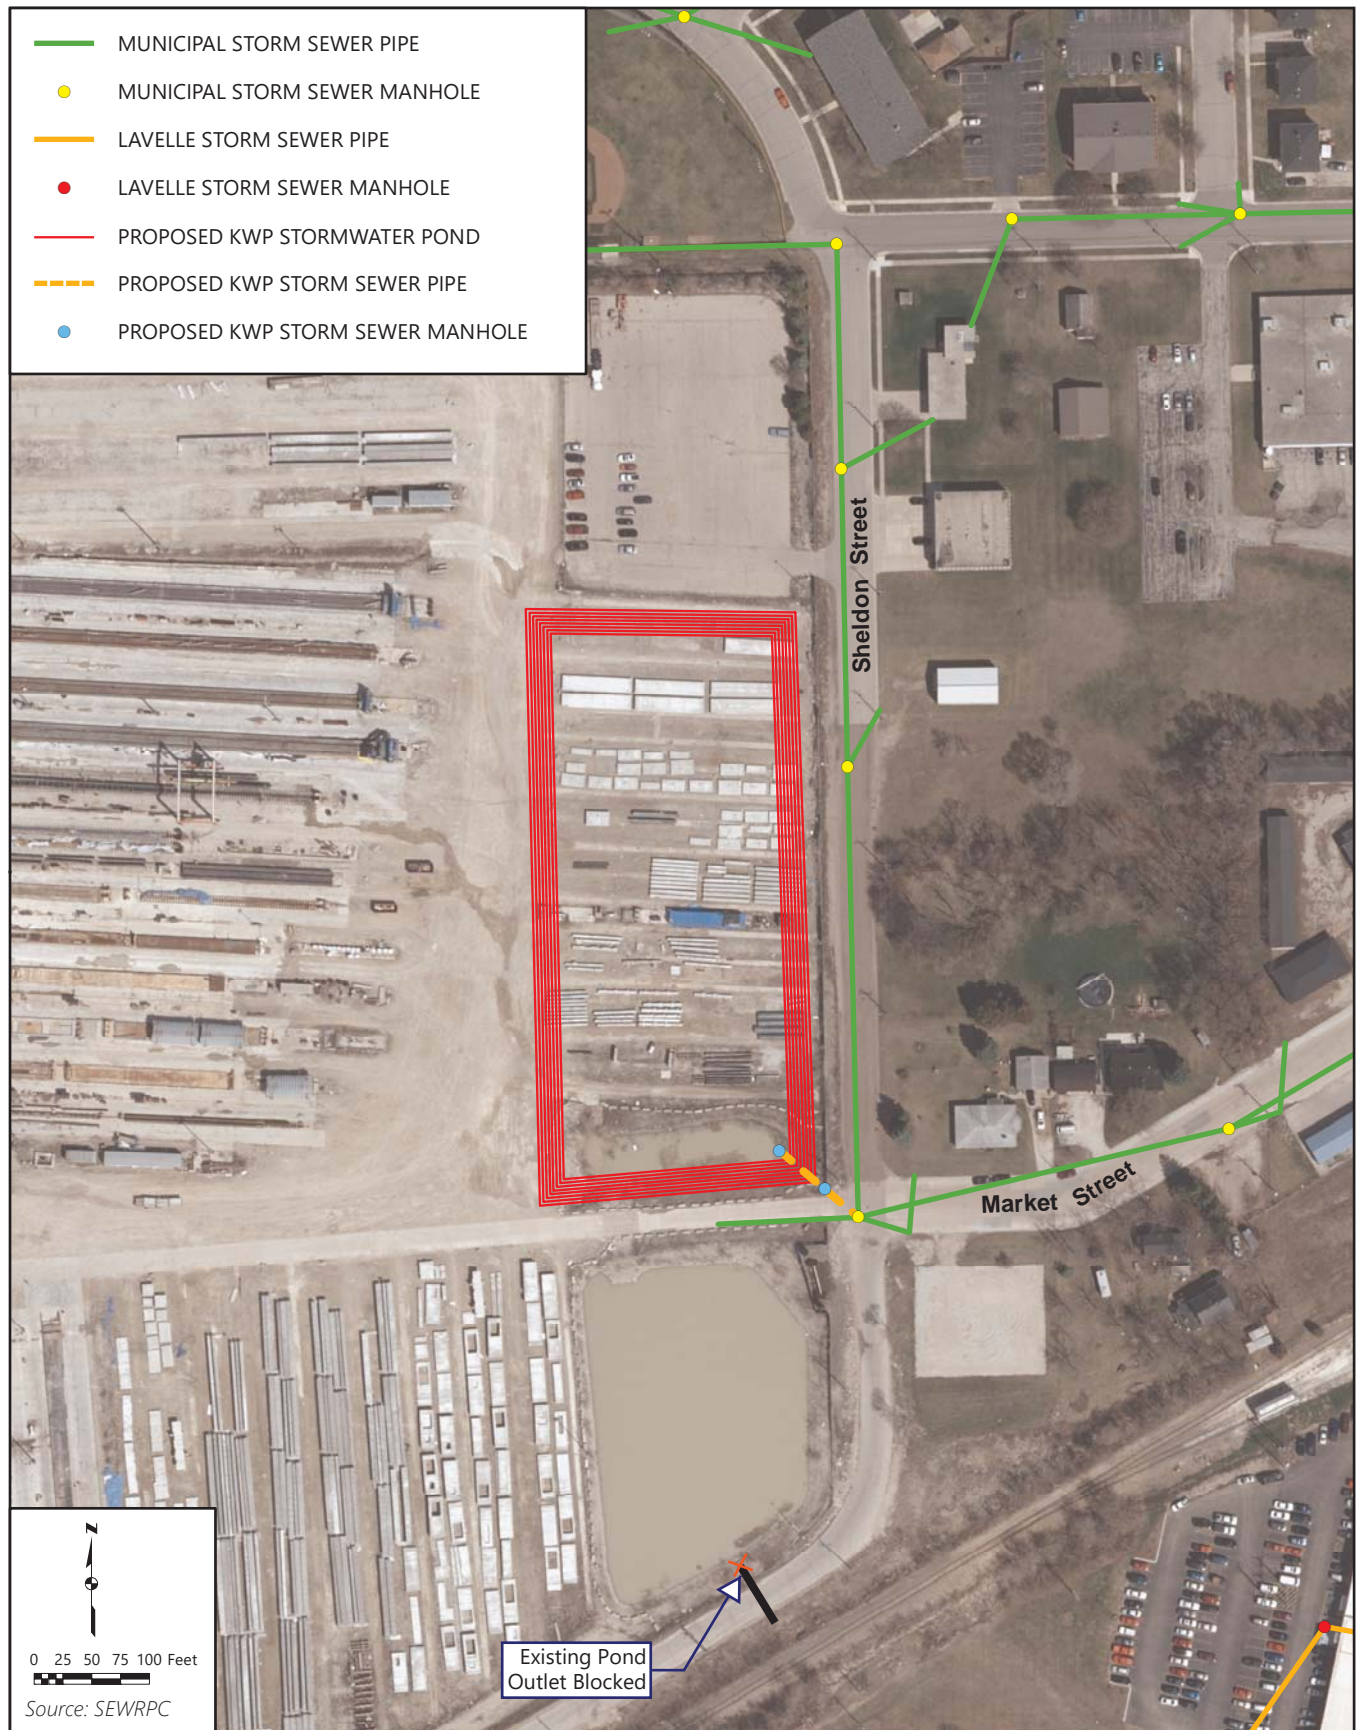 MUNICIPAL STORM SEWER PIPE
MUNICIPAL STORM SEWER MANHOLE
LAVELLE STORM SEWER PIPE
LAVELLE STORM SEWER MANHOLE
PROPOSED KWP STORMWATER POND
PROPOSED KWP STORM SEWER PIPE
PROPOSED KWP STORM SEWER MANHOLE
Sheldon Street
Market Street
Existing Pond
Outlet Blocked
N
0 25 50 75 100 Feet
Source: SEWRPC